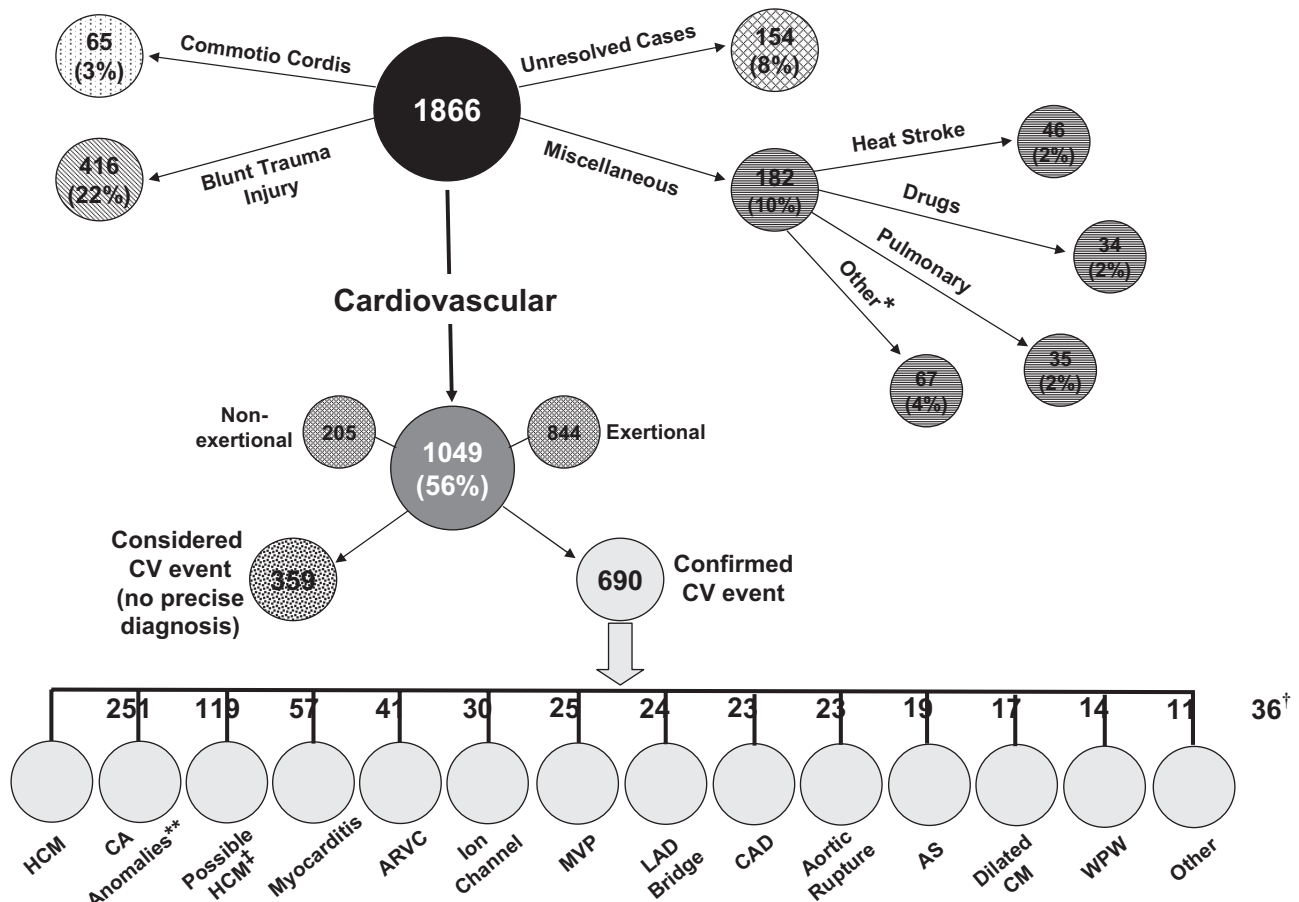 65
(3%)
Commotio Cordis
1866
Unresolved Cases
154
(8%)
416
(22%)
Blunt Trauma
Injury
Miscellaneous
182
(10%)
Heat Stroke
46
(2%)
Drugs
34
(2%)
Pulmonary
35
(2%)
Other*
67
(4%)
Cardiovascular
Non-
exertional
205
844
Exertional
1049
(56%)
Considered
CV event
(no precise
diagnosis)
359
690
Confirmed
CV event
251 119 57 41 30 25 24 23 23 19 17 14 11 36†
HCM
CA
Anomalies**
Possible
HCM‡
Myocarditis
ARVC
Ion
Channel
MVP
LAD
Bridge
CAD
Aortic
Rupture
AS
Dilated
CM
WPW
Other